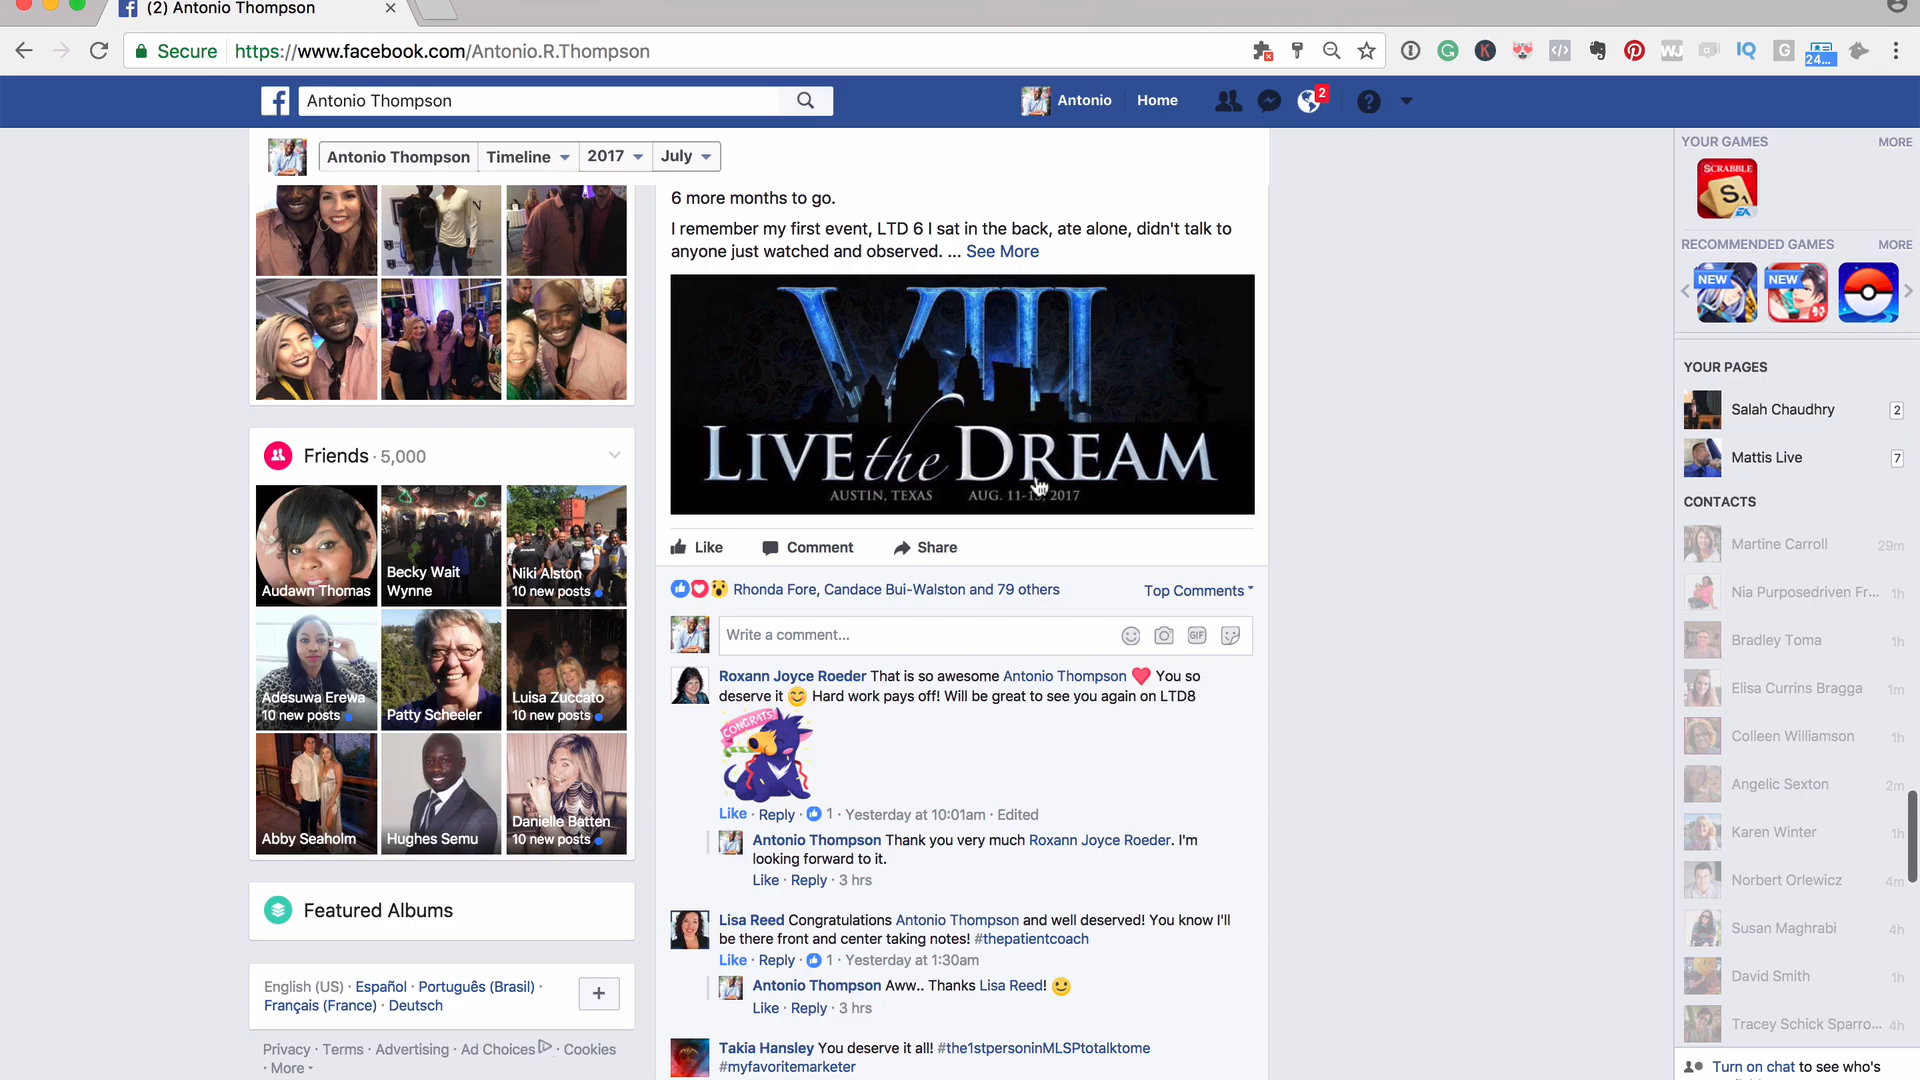 (2) Antonio Thompson
Secure https://www.facebook.com/Antonio.R.Thompson
Antonio Thompson
Antonio Home 2
Antonio Thompson Timeline 2017 July
6 more months to go.
I remember my first event, LTD 6 I sat in the back, ate alone, didn't talk to
anyone just watched and observed. ... See More
VIII
LIVE the DREAM
AUSTIN, TEXAS AUG. 11-13, 2017
Like Comment Share
Rhonda Fore, Candace Bui-Walston and 79 others Top Comments
Write a comment...
GIF
Roxann Joyce Roeder That is so awesome Antonio Thompson ❤ You so
deserve it 😊 Hard work pays off! Will be great to see you again on LTD8
CONGRATS
Like · Reply · 1 · Yesterday at 10:01am · Edited
Antonio Thompson Thank you very much Roxann Joyce Roeder. I'm
looking forward to it.
Like · Reply · 3 hrs
Lisa Reed Congratulations Antonio Thompson and well deserved! You know I'll
be there front and center taking notes! #thepatientcoach
Like · Reply · 1 · Yesterday at 1:30am
Antonio Thompson Aww.. Thanks Lisa Reed! 🙂
Like · Reply · 3 hrs
Takia Hansley You deserve it all! #the1stpersoninMLSPtotalktome
#myfavoritemarketer
Friends · 5,000
Audawn Thomas
Becky Wait
Wynne
Niki Alston
10 new posts
Adesuwa Erewa
10 new posts
Patty Scheeler
Luisa Zuccato
10 new posts
Abby Seaholm
Hughes Semu
Danielle Batten
10 new posts
Featured Albums
English (US) · Español · Português (Brasil) ·
Français (France) · Deutsch
+
Privacy · Terms · Advertising · Ad Choices · Cookies
· More
YOUR GAMES MORE
SCRABBLE
S1
EA
RECOMMENDED GAMES MORE
NEW
NEW
YOUR PAGES
Salah Chaudhry 2
Mattis Live 7
CONTACTS
Martine Carroll 29m
Nia Purposedriven Fr... 1h
Bradley Toma 1h
Elisa Currins Bragga 1m
Colleen Williamson 1h
Angelic Sexton 2m
Karen Winter 1h
Norbert Orlewicz 4m
Susan Maghrabi 4h
David Smith 1h
Tracey Schick Sparro... 4h
Turn on chat to see who's